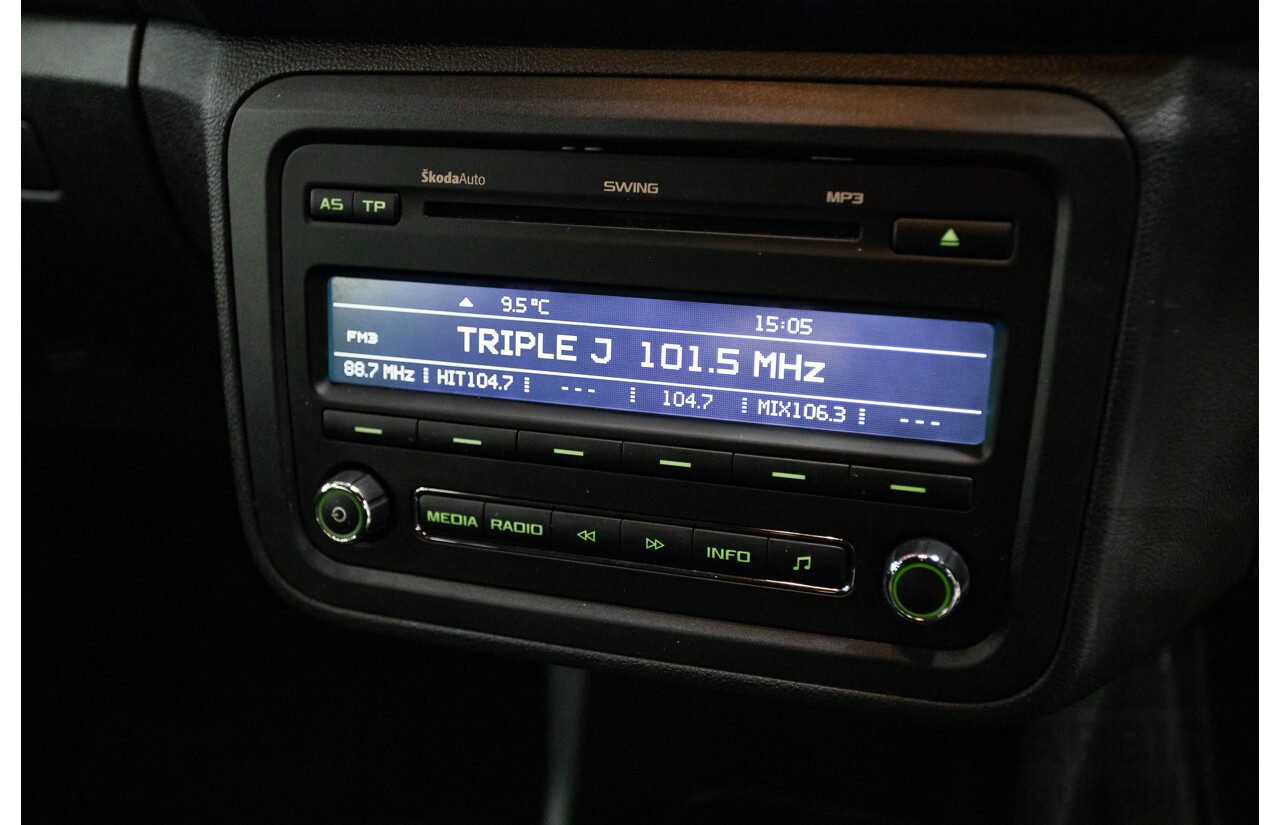 ŠkodaAuto SWING MP3
AS TP
9.5 °C 15:05
FM3 TRIPLE J 101.5 MHz
88.7 MHz HIT104.7 --- 104.7 MIX106.3 ---
MEDIA RADIO INFO